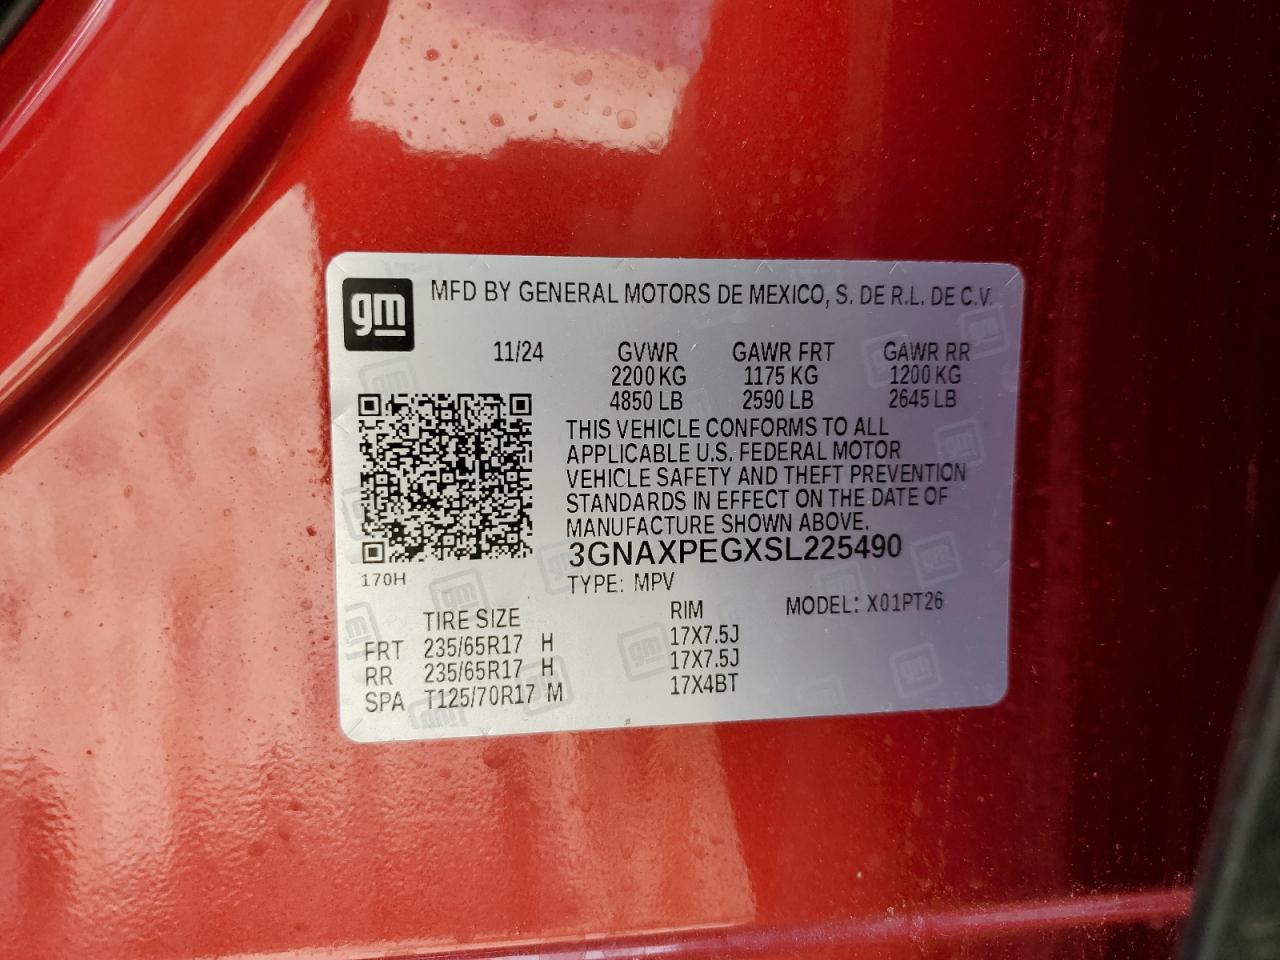 gm
MFD BY GENERAL MOTORS DE MEXICO, S. DE R.L. DE C.V.
11/24 GVWR GAWR FRT GAWR RR
2200 KG 1175 KG 1200 KG
4850 LB 2590 LB 2645 LB
THIS VEHICLE CONFORMS TO ALL
APPLICABLE U.S. FEDERAL MOTOR
VEHICLE SAFETY AND THEFT PREVENTION
STANDARDS IN EFFECT ON THE DATE OF
MANUFACTURE SHOWN ABOVE.
3GNAXPEGXSL225490
170H
TYPE: MPV
MODEL: X01PT26
TIRE SIZE RIM
FRT 235/65R17 H 17X7.5J
RR 235/65R17 H 17X7.5J
SPA T125/70R17 M 17X4BT